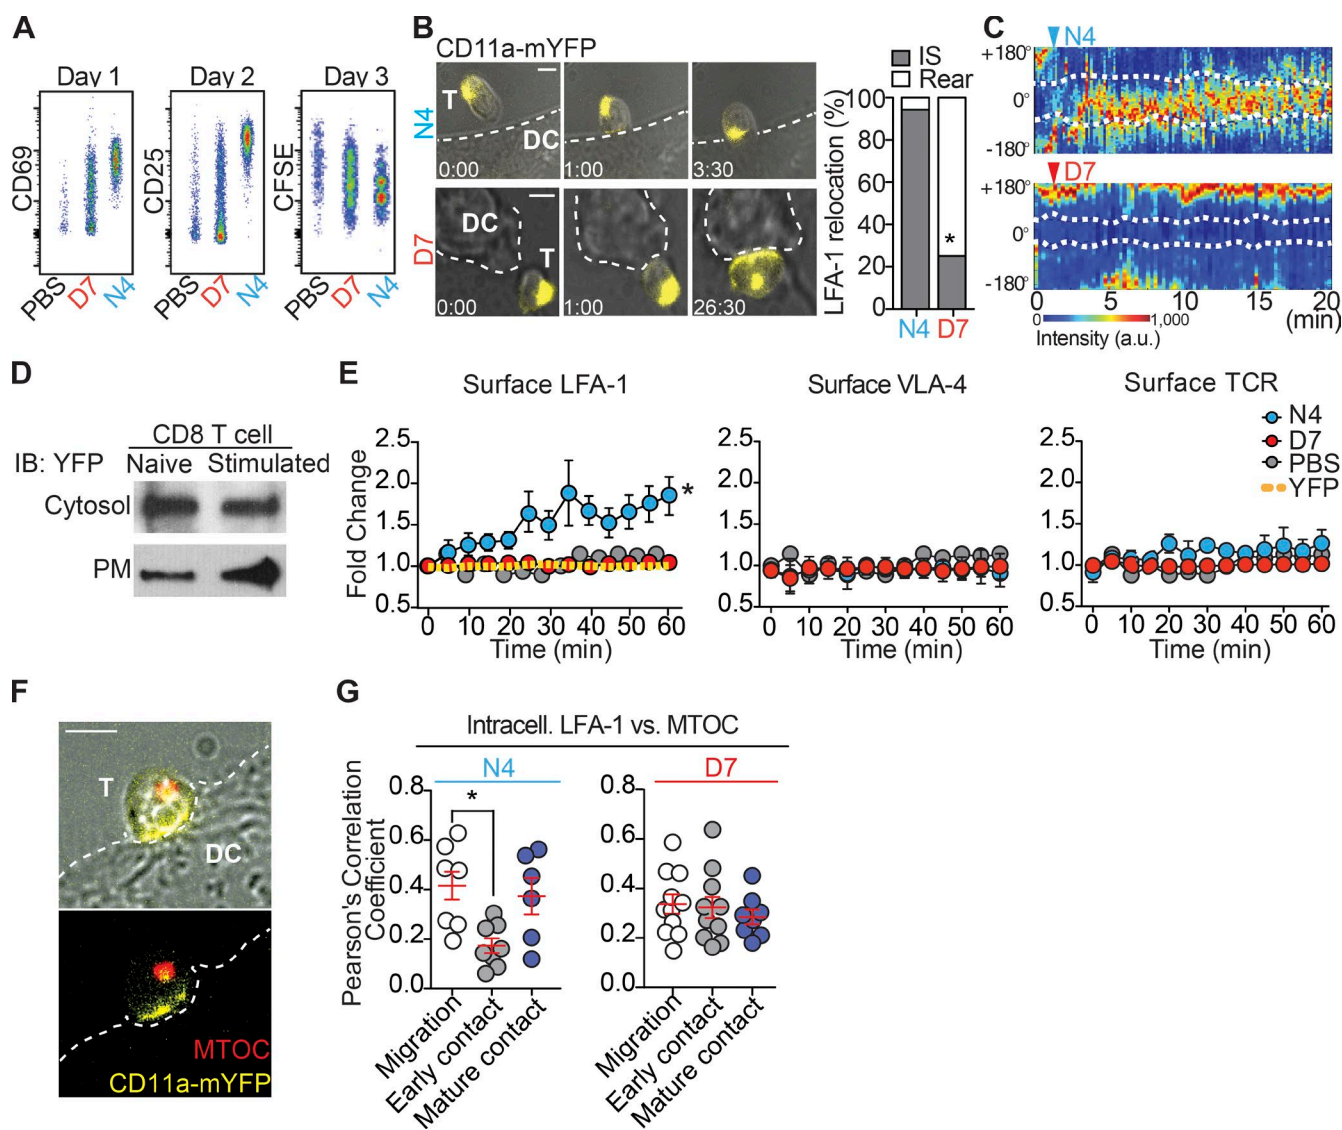 A
Day 1
Day 2
Day 3
CD69
CD25
CFSE
PBS
D7
N4
PBS
D7
N4
PBS
D7
N4
B
CD11a-mYFP
N4
T
DC
0:00
1:00
3:30
D7
DC
T
0:00
1:00
26:30
IS
Rear
LFA-1 relocation (%)
100
80
60
40
20
0
*
N4
D7
C
N4
+180°
0°
-180°
D7
+180°
0°
-180°
0
5
10
15
20
(min)
0
1,000
Intensity (a.u.)
D
CD8 T cell
IB: YFP
Naive
Stimulated
Cytosol
PM
E
Surface LFA-1
Fold Change
2.5
2.0
1.5
1.0
0.5
*
0 10 20 30 40 50 60
Time (min)
Surface VLA-4
2.5
2.0
1.5
1.0
0.5
0 10 20 30 40 50 60
Time (min)
Surface TCR
2.5
2.0
1.5
1.0
0.5
0 10 20 30 40 50 60
Time (min)
N4
D7
PBS
YFP
F
T
DC
MTOC
CD11a-mYFP
G
Intracell. LFA-1 vs. MTOC
N4
Pearson's Correlation
Coefficient
0.8
0.6
0.4
0.2
0.0
*
Migration
Early contact
Mature contact
D7
0.8
0.6
0.4
0.2
0.0
Migration
Early contact
Mature contact